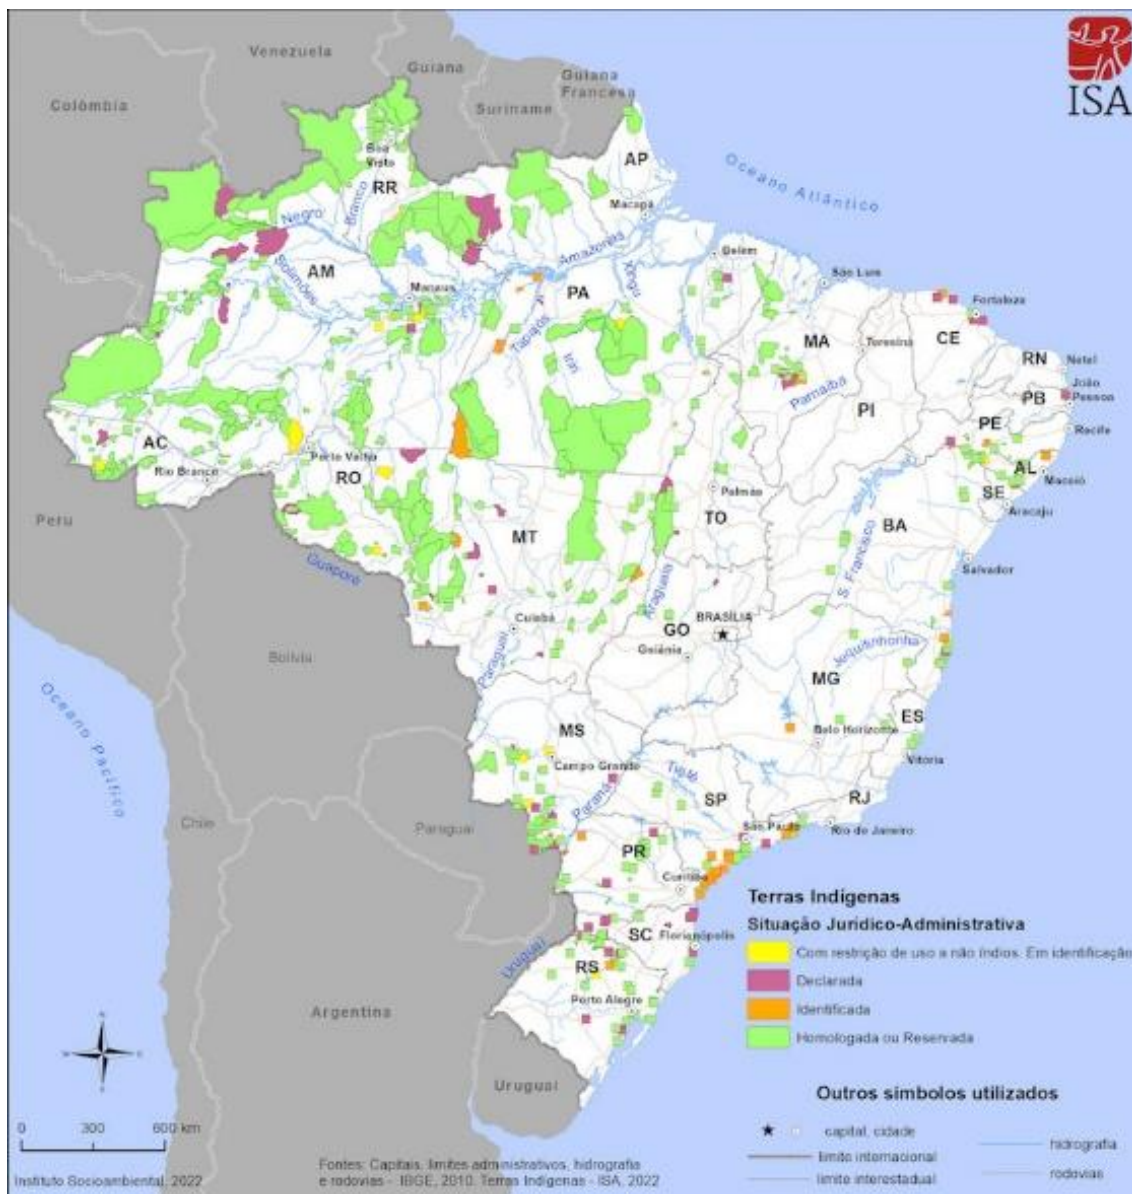 Venezuela
Guiana
Guiana
Francesa
Suriname
Colômbia
ISA
Boa
Vista
RR
AP
Macapá
Oceano Atlântico
Negro
Branco
Solimões
AM
Manaus
Amazonas
PA
Xingu
Belém
São Luís
Tapajós
Iriri
MA
Teresina
Fortaleza
CE
RN
Natal
Parnaíba
PI
PB
João
Pessoa
PE
Recife
AC
Rio Branco
Porto Velho
RO
AL
Maceió
SE
Aracaju
Palmas
TO
BA
S. Francisco
Salvador
Peru
MT
Guaporé
Cuiabá
Araguaia
BRASÍLIA
GO
Goiânia
Bolívia
Paraguai
Jequitinhonha
MG
Belo Horizonte
ES
Vitória
Oceano Pacífico
MS
Campo Grande
Tietê
SP
RJ
Paraná
São Paulo
Rio de Janeiro
Chile
Paraguai
PR
Curitiba
SC
Florianópolis
Uruguai
RS
Porto Alegre
Argentina
Uruguai
Terras Indígenas
Situação Jurídico-Administrativa
Com restrição de uso a não índios. Em identificação
Declarada
Identificada
Homologada ou Reservada
Outros símbolos utilizados
capital, cidade
limite internacional
limite interestadual
hidrografia
rodovias
N
W
E
S
0 300 600 km
Instituto Socioambiental, 2022
Fontes: Capitais, limites administrativos, hidrografia
e rodovias - IBGE, 2010. Terras Indígenas - ISA, 2022